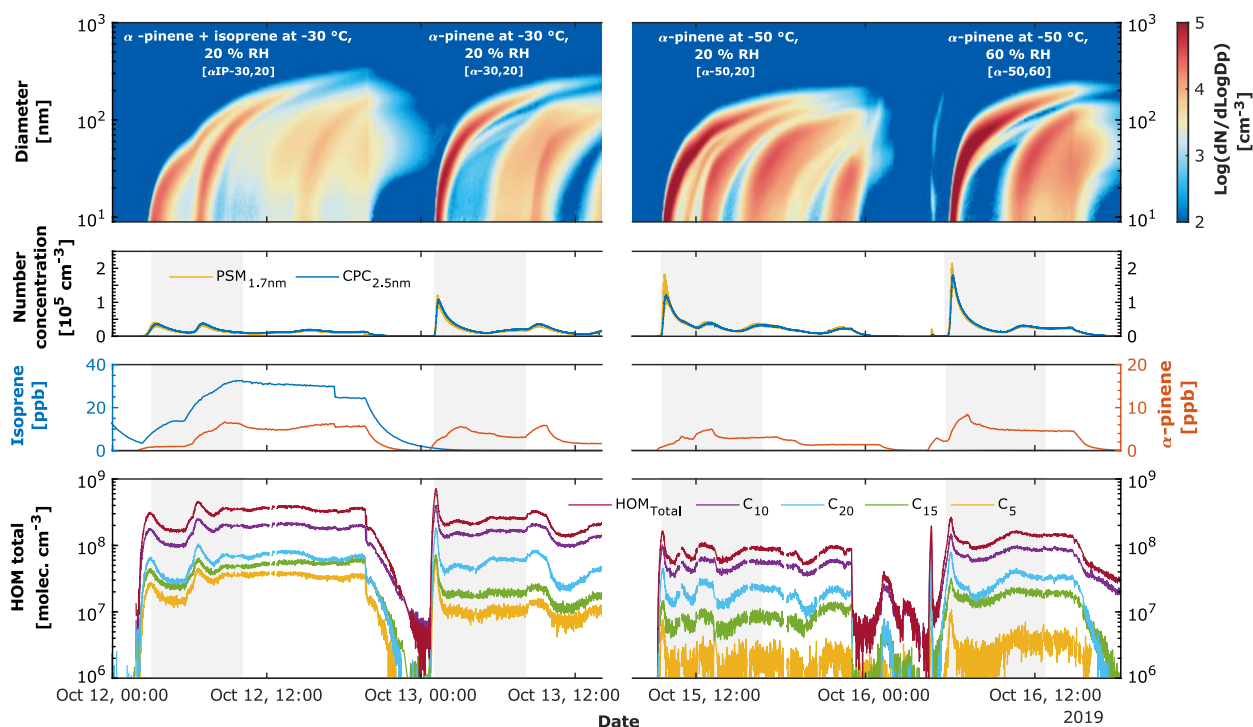 α -pinene + isoprene at -30 °C,
20 % RH
[αIP-30,20]
α-pinene at -30 °C,
20 % RH
[α-30,20]
α-pinene at -50 °C,
20 % RH
[α-50,20]
α-pinene at -50 °C,
60 % RH
[α-50,60]
Diameter
[nm]
10³
10²
10¹
10³
10²
10¹
5
4
3
2
Log(dN/dLogDp)
[cm⁻³]
Number
concentration
[10⁵ cm⁻³]
2
1
0
PSM₁.₇ₙₘ
CPC₂.₅ₙₘ
2
1
0
Isoprene
[ppb]
40
20
0
20
10
0
α-pinene
[ppb]
HOM total
[molec. cm⁻³]
10⁹
10⁸
10⁷
10⁶
HOM_Total
C₁₀
C₂₀
C₁₅
C₅
10⁹
10⁸
10⁷
10⁶
Oct 12, 00:00
Oct 12, 12:00
Oct 13, 00:00
Oct 13, 12:00
Oct 15, 12:00
Oct 16, 00:00
Oct 16, 12:00
2019
Date